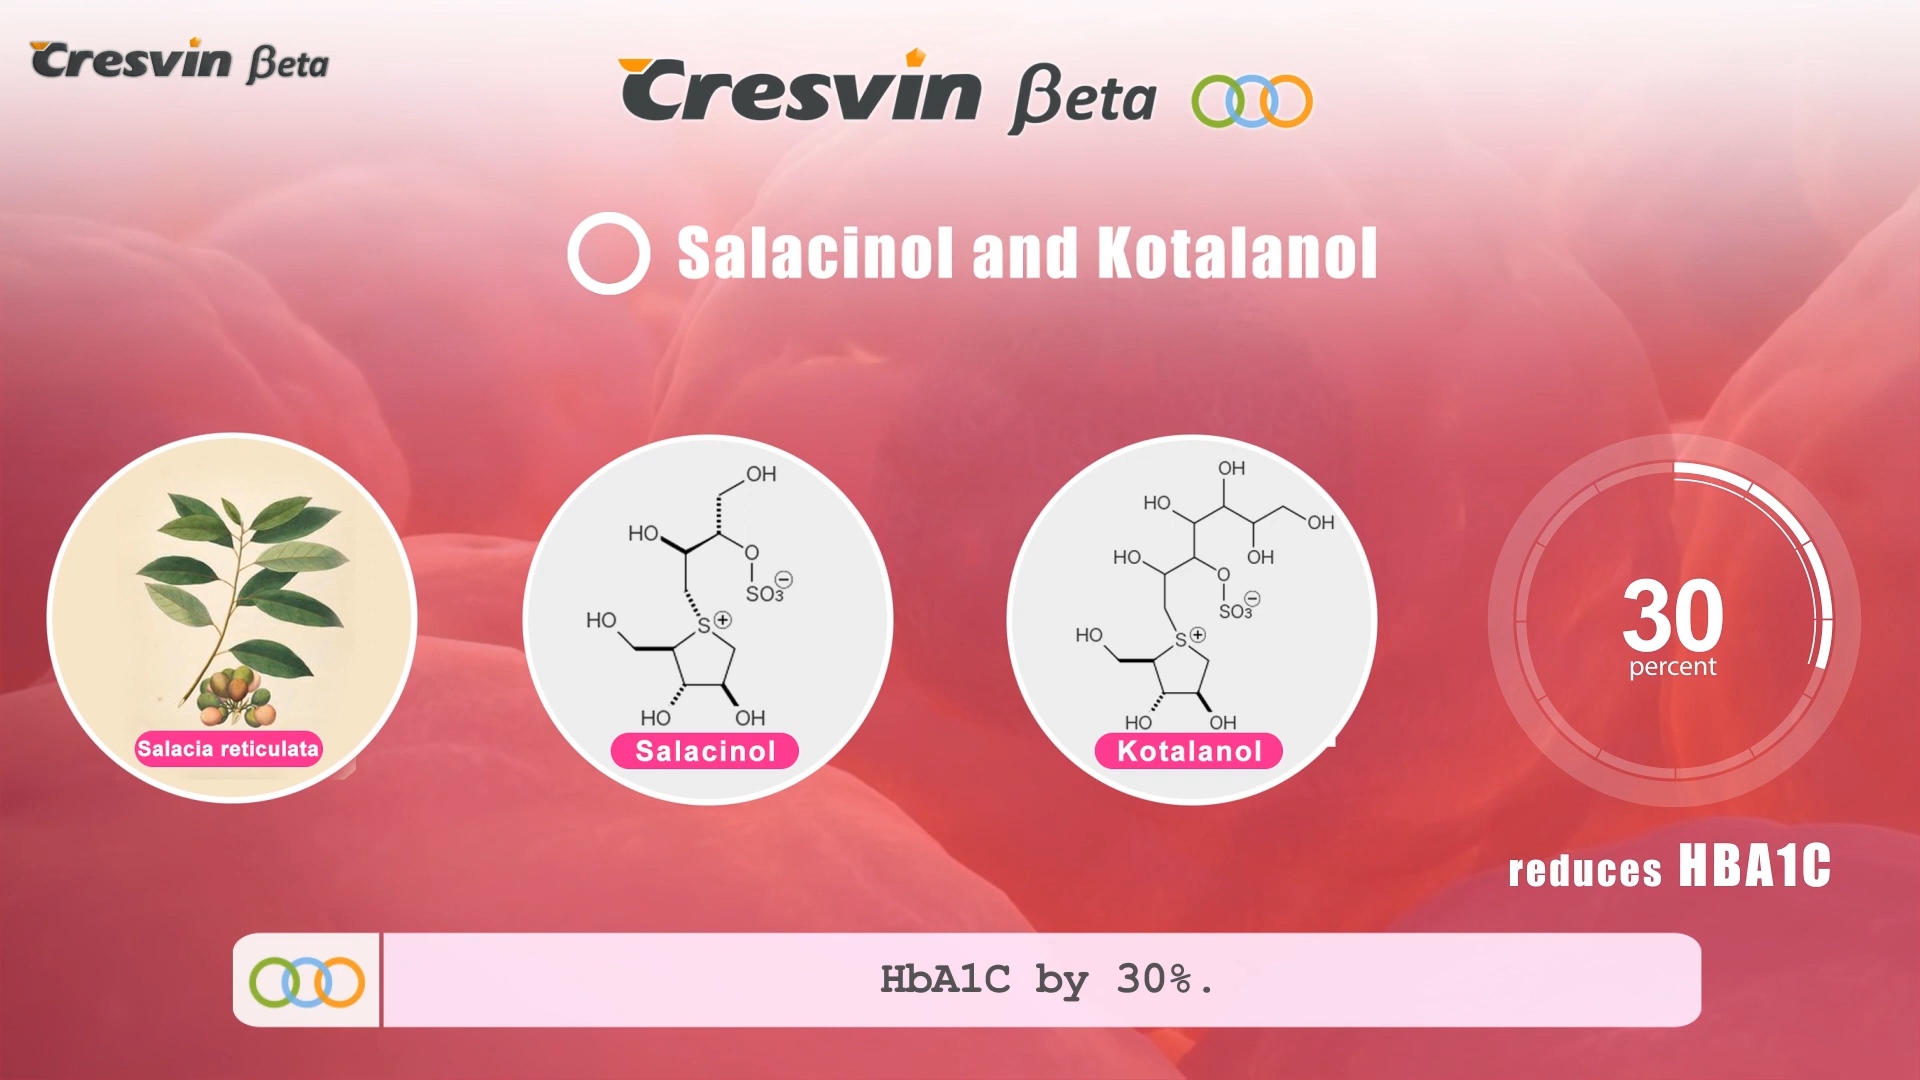 Cresvin Beta
Cresvin Beta
Salacinol and Kotalanol
Salacia reticulata
OH
HO
O
SO3⊖
HO
S⊕
HO OH
Salacinol
OH
HO
OH
HO OH
O
SO3⊖
HO
S⊕
HO OH
Kotalanol
30
percent
reduces HBA1C
HbA1C by 30%.